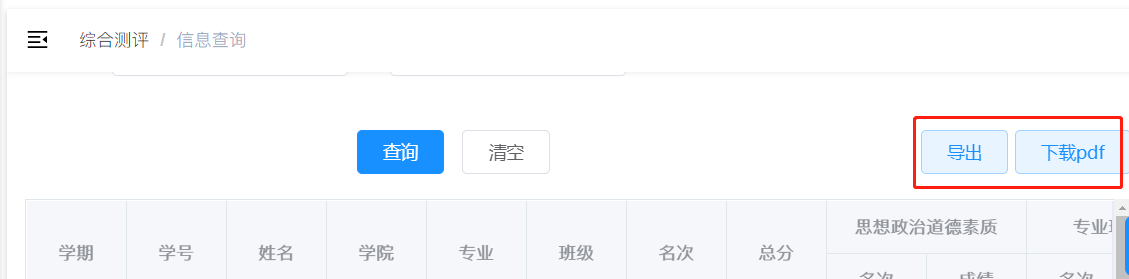 综合测评 / 信息查询
查询 清空 导出 下载pdf
思想政治道德素质
学期 学号 姓名 学院 专业 班级 名次 总分
名次 成绩 名次